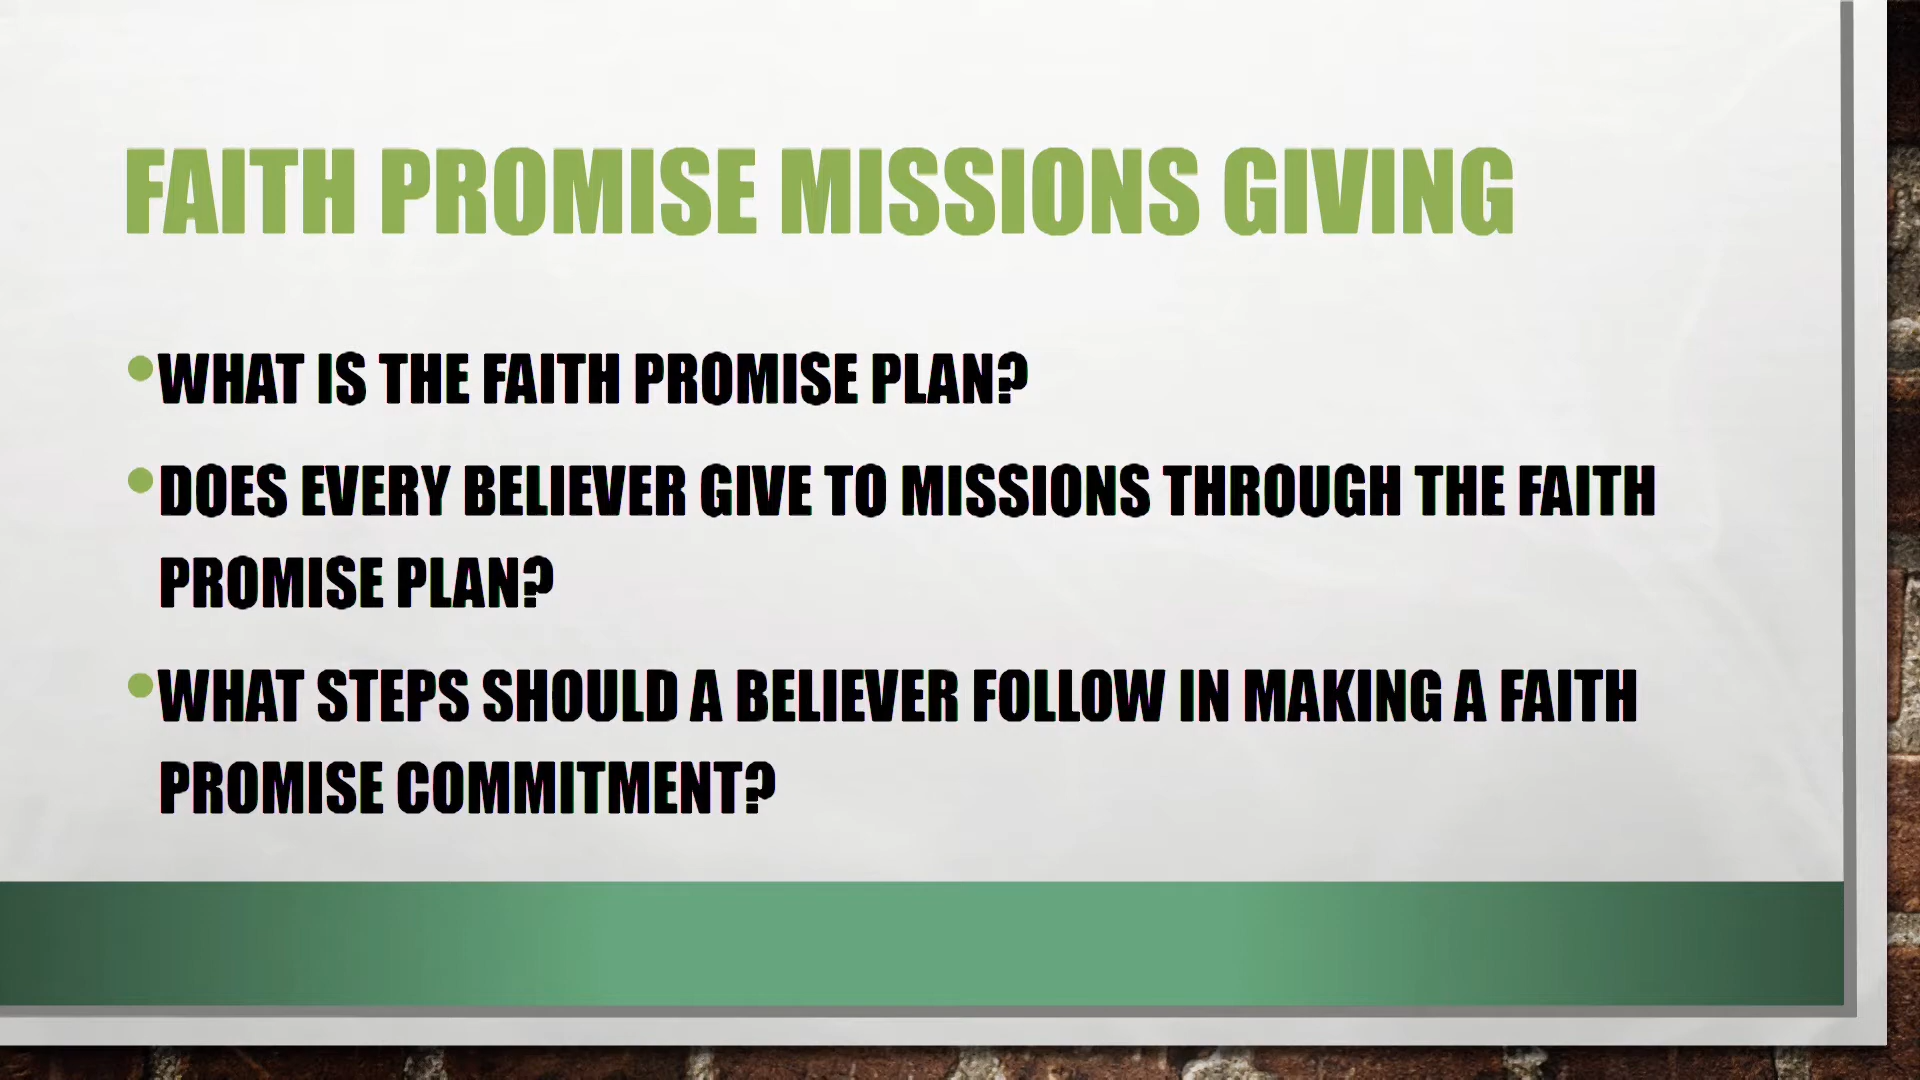 FAITH PROMISE MISSIONS GIVING
•WHAT IS THE FAITH PROMISE PLAN?
•DOES EVERY BELIEVER GIVE TO MISSIONS THROUGH THE FAITH
PROMISE PLAN?
•WHAT STEPS SHOULD A BELIEVER FOLLOW IN MAKING A FAITH
PROMISE COMMITMENT?